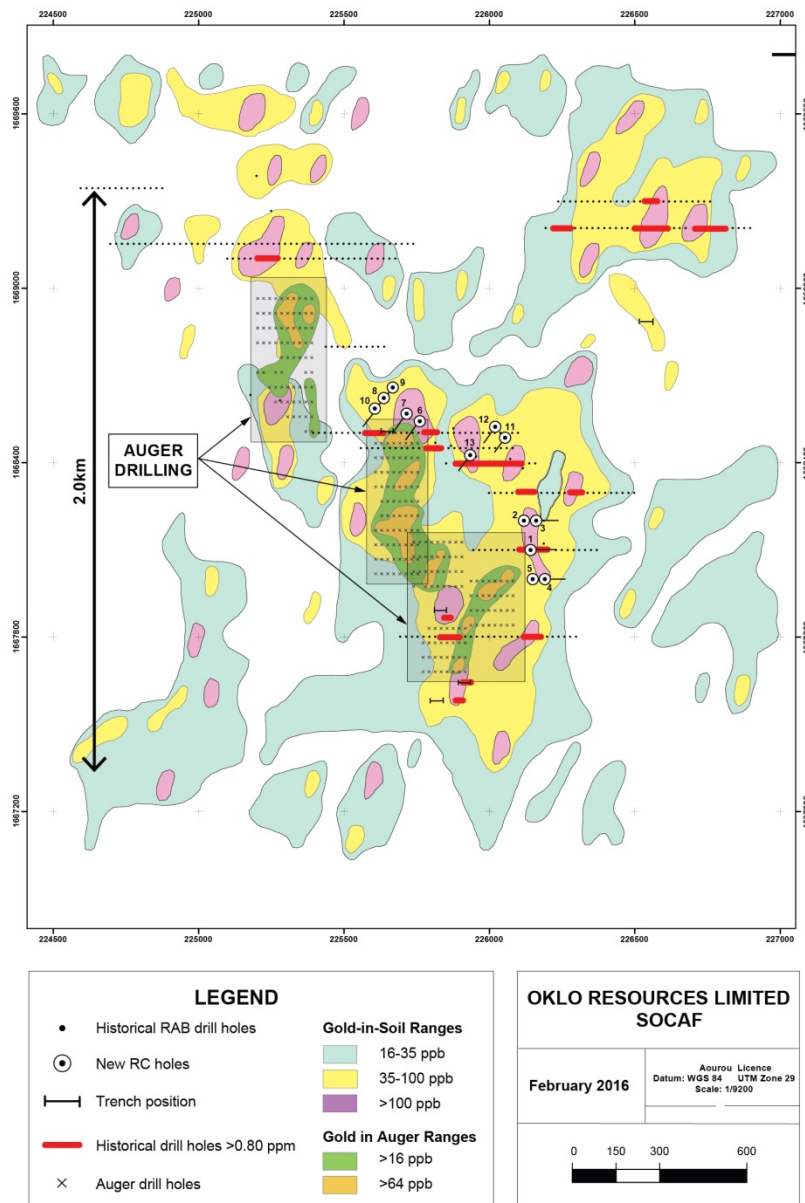 224500 225000 225500 226000 226500 227000
1669600
1669000
1668400
1667800
1667200
9
8
10
7
6
12
11
13
2 3
1
5
4
AUGER
DRILLING
2.0km
224500 225000 225500 226000 226500 227000
LEGEND
Historical RAB drill holes
New RC holes
Trench position
Historical drill holes >0.80 ppm
Auger drill holes
Gold-in-Soil Ranges
16-35 ppb
35-100 ppb
>100 ppb
Gold in Auger Ranges
>16 ppb
>64 ppb
OKLO RESOURCES LIMITED
SOCAF
February 2016
Aourou Licence
Datum: WGS 84 UTM Zone 29
Scale: 1/9200
0 150 300 600